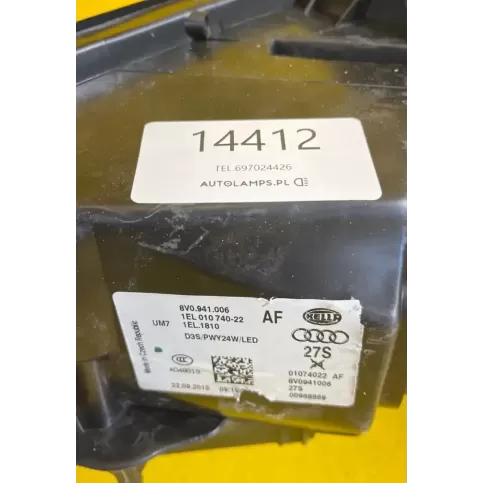 14412
TEL.697024426
AUTOLAMPS.PL
8V0.941.006
1EL 010 740-22 AF
UM7 1EL.1810
D3S/PWY24W/LED
Made in Czech Republic
HELLA
27S
CCC
22.09.2015
01074022 AF
8V0941006
27S